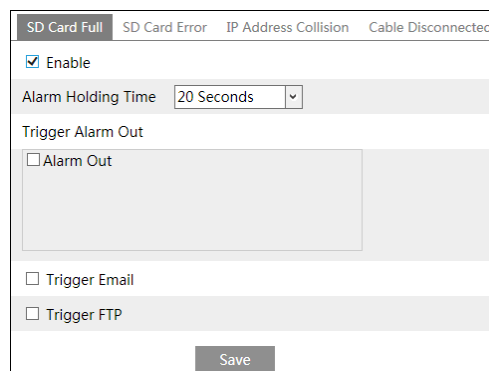 SD Card Full SD Card Error IP Address Collision Cable Disconnected
Enable
Alarm Holding Time 20 Seconds
Trigger Alarm Out
Alarm Out
Trigger Email
Trigger FTP
Save